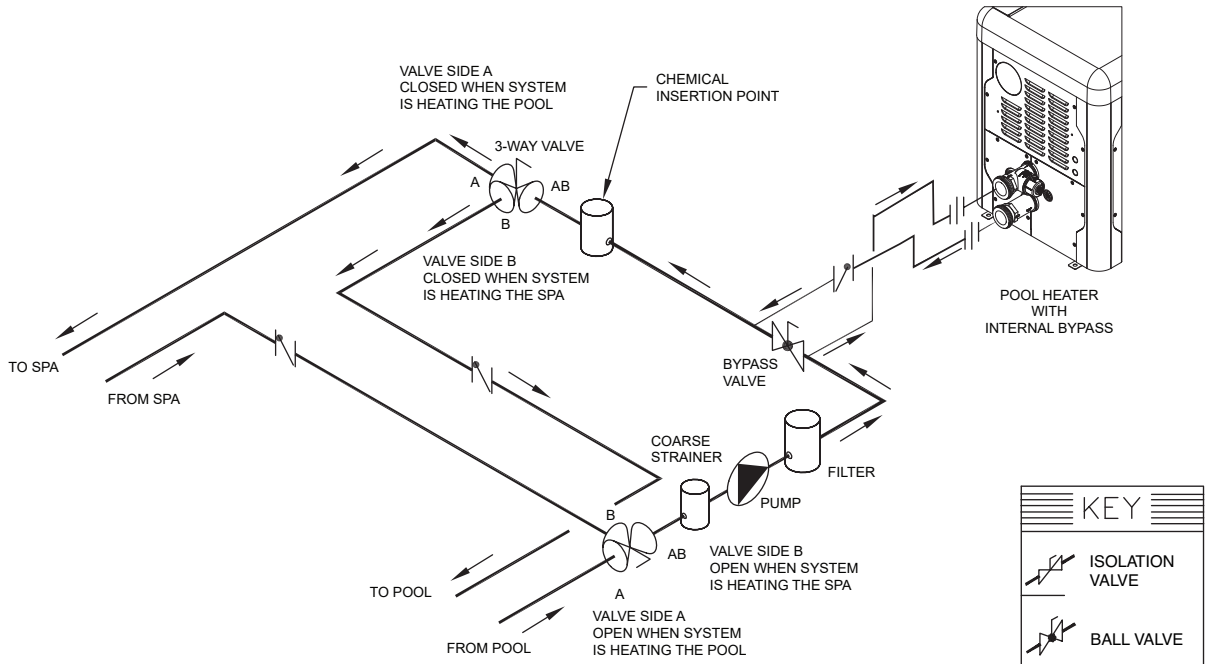 VALVE SIDE A
CLOSED WHEN SYSTEM
IS HEATING THE POOL
CHEMICAL
INSERTION POINT
3-WAY VALVE
A
AB
B
VALVE SIDE B
CLOSED WHEN SYSTEM
IS HEATING THE SPA
POOL HEATER
WITH
INTERNAL BYPASS
TO SPA
FROM SPA
BYPASS
VALVE
COARSE
STRAINER
FILTER
PUMP
B
AB
A
VALVE SIDE B
OPEN WHEN SYSTEM
IS HEATING THE SPA
TO POOL
FROM POOL
VALVE SIDE A
OPEN WHEN SYSTEM
IS HEATING THE POOL
KEY
ISOLATION
VALVE
BALL VALVE